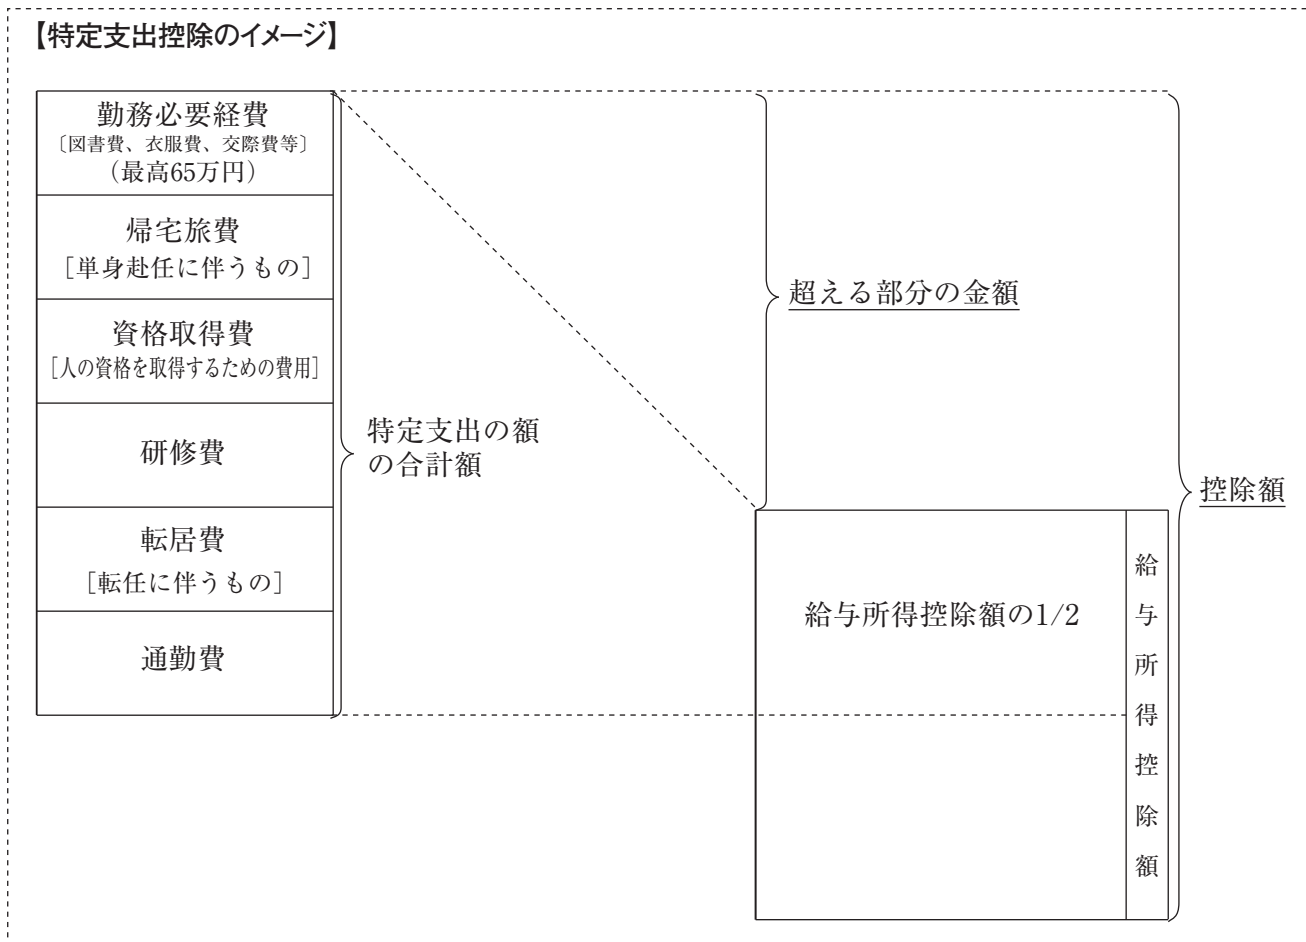 【特定支出控除のイメージ】
勤務必要経費
〔図書費、衣服費、交際費等〕
（最高65万円）
帰宅旅費
［単身赴任に伴うもの］
資格取得費
［人の資格を取得するための費用］
研修費
転居費
［転任に伴うもの］
通勤費
特定支出の額
の合計額
超える部分の金額
給与所得控除額の1/2
給与所得控除額
控除額